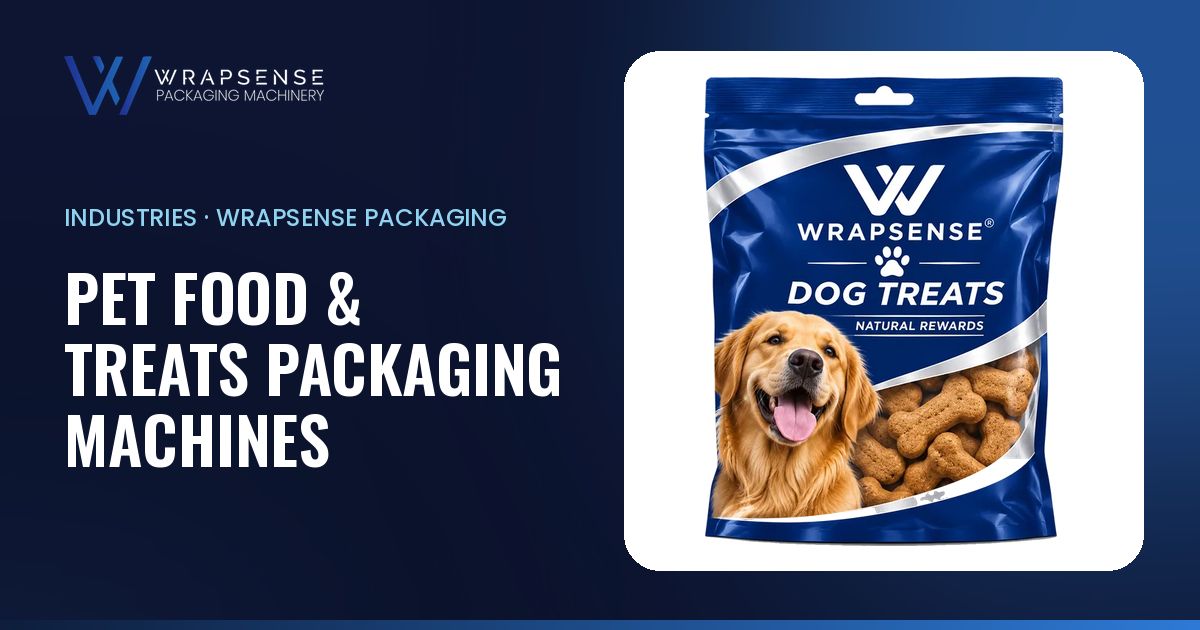 WRAPSENSE
PACKAGING MACHINERY
INDUSTRIES · WRAPSENSE PACKAGING
PET FOOD &
TREATS PACKAGING
MACHINES
WRAPSENSE®
DOG TREATS
NATURAL REWARDS